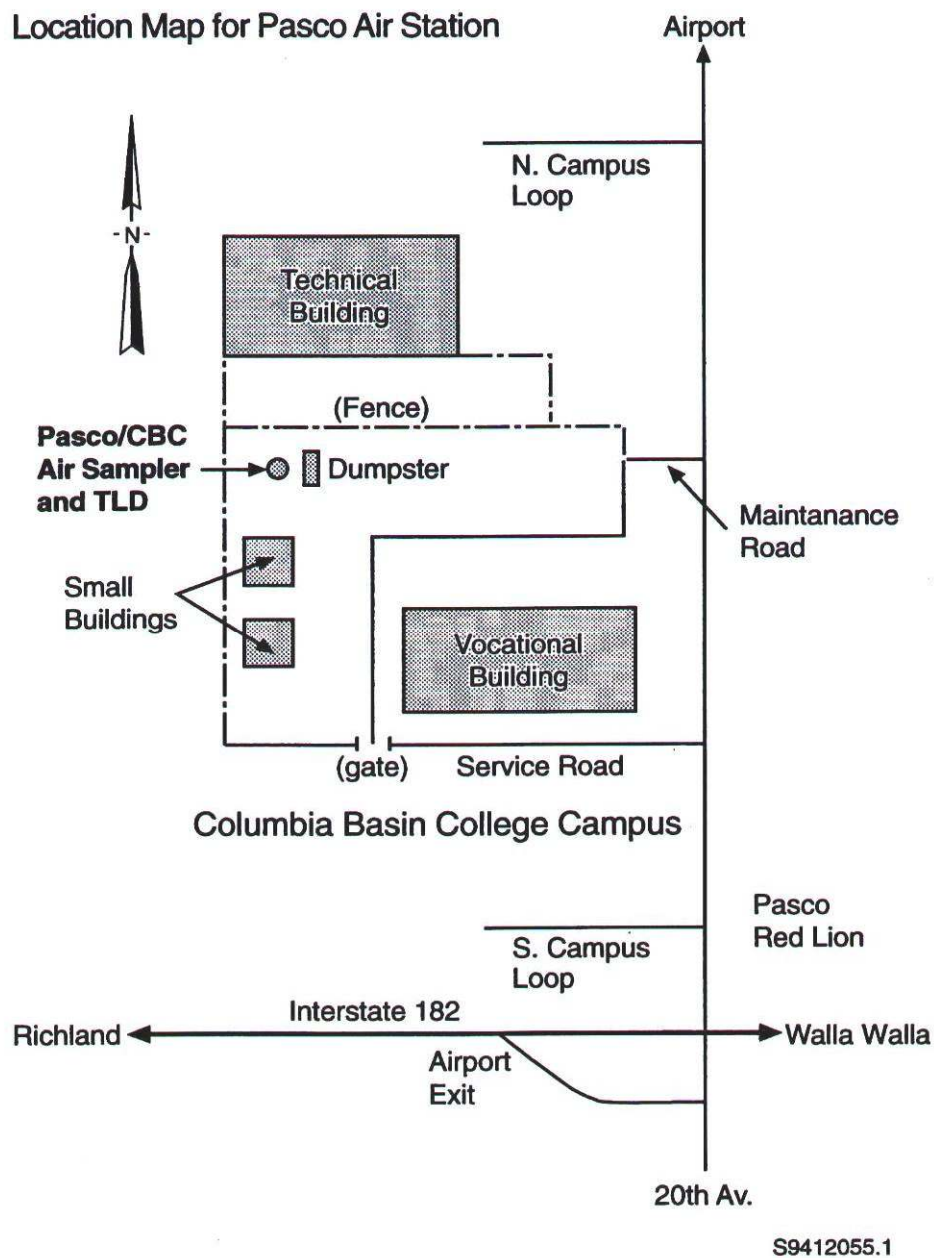 Location Map for Pasco Air Station
Airport
N. Campus
Loop
-N-
Technical
Building
(Fence)
Pasco/CBC
Air Sampler
and TLD
Dumpster
Maintanance
Road
Small
Buildings
Vocational
Building
(gate)
Service Road
Columbia Basin College Campus
Pasco
Red Lion
S. Campus
Loop
Interstate 182
Richland
Walla Walla
Airport
Exit
20th Av.
S9412055.1